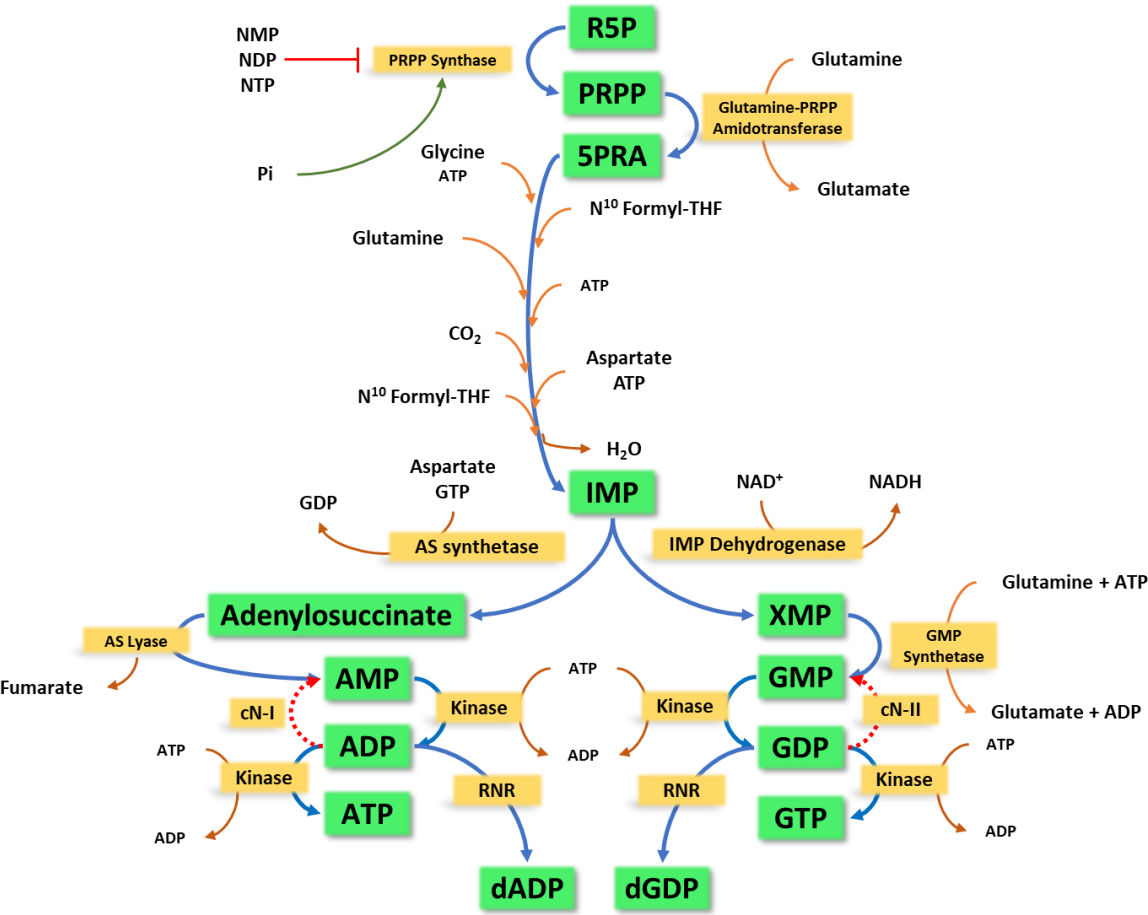 R5P
NMP
NDP
NTP
PRPP Synthase
Glutamine
PRPP
Glutamine-PRPP
Amidotransferase
5PRA
Glycine
ATP
Pi
Glutamate
N10 Formyl-THF
Glutamine
ATP
CO2
Aspartate
ATP
N10 Formyl-THF
H2O
Aspartate
GTP
IMP
NAD+
NADH
GDP
AS synthetase
IMP Dehydrogenase
Glutamine + ATP
Adenylosuccinate
XMP
AS Lyase
GMP
Synthetase
Fumarate
AMP
ATP
GMP
cN-I
Kinase
Kinase
cN-II
Glutamate + ADP
ATP
ADP
ADP
GDP
ATP
Kinase
RNR
RNR
Kinase
ADP
ATP
GTP
ADP
dADP
dGDP